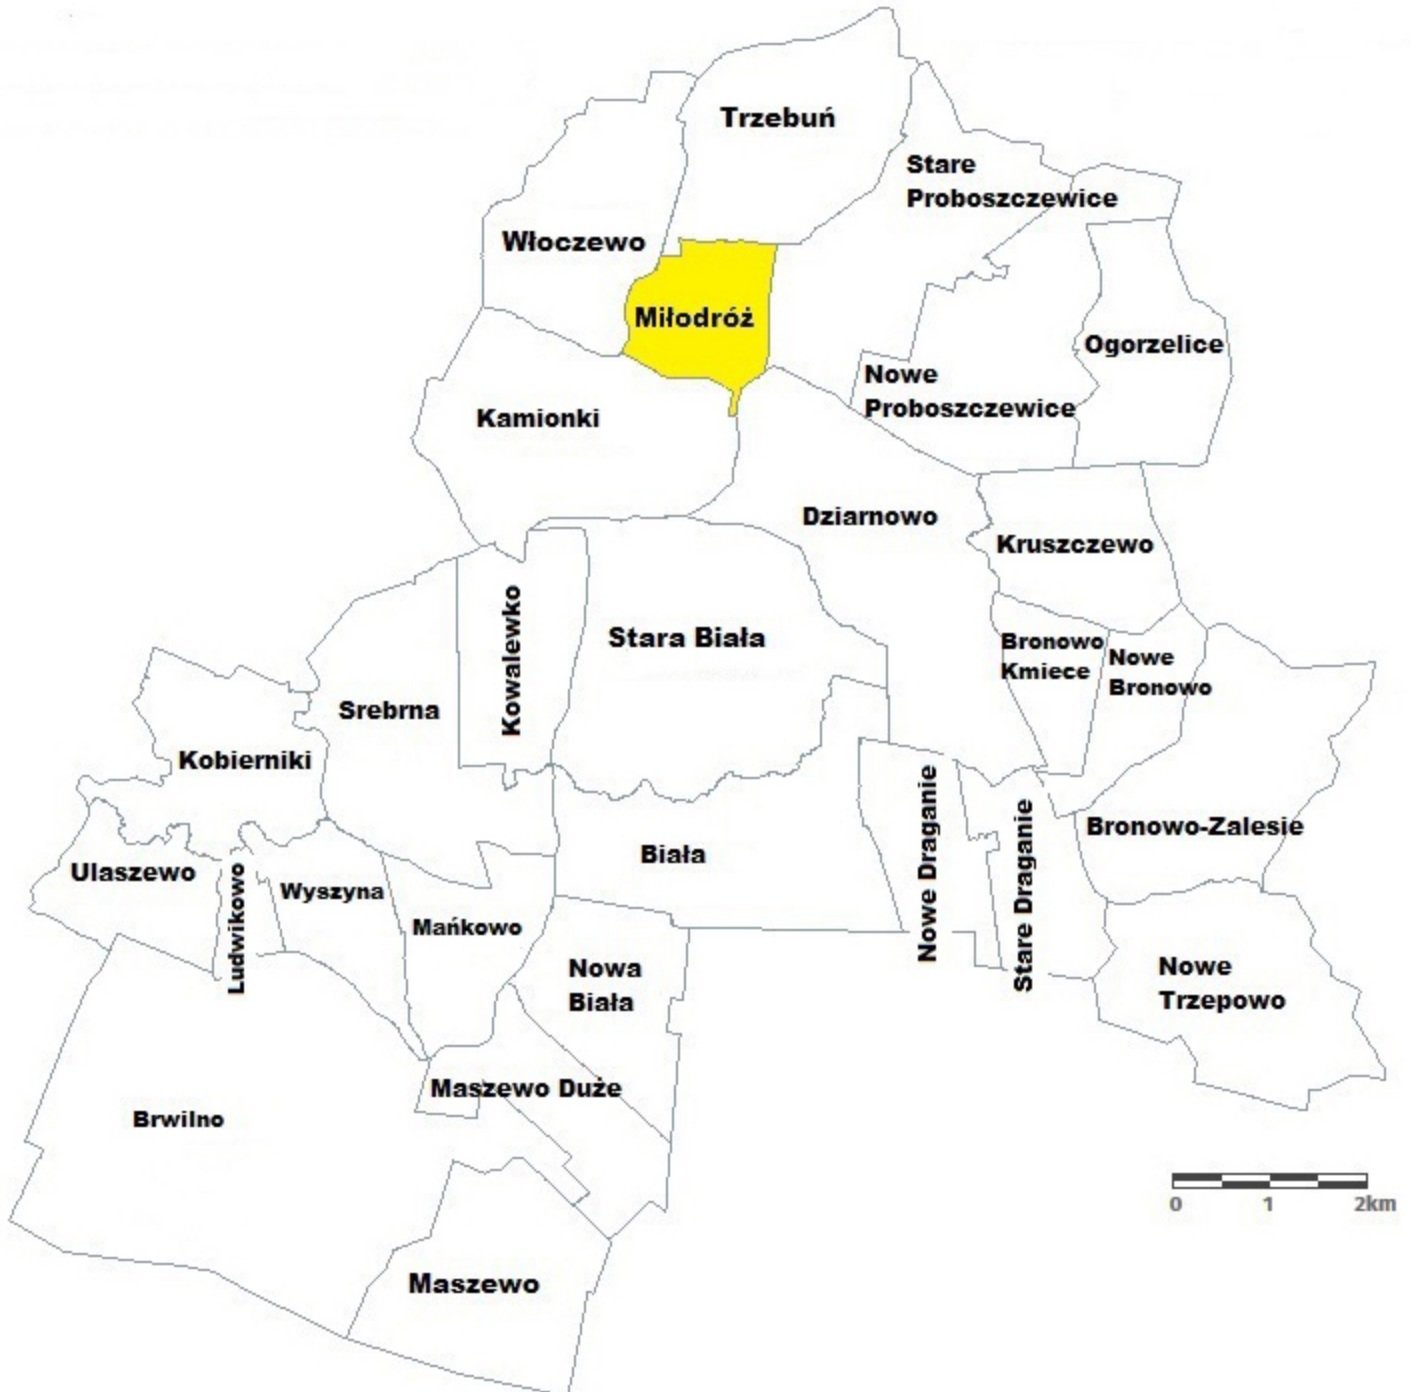 Trzebuń
Stare
Proboszczewice
Włoczewo
Miłodróż
Ogorzelice
Nowe
Proboszczewice
Kamionki
Dziarnowo
Kruszczewo
Kowalewko
Stara Biała
Bronowo
Kmiece
Nowe
Bronowo
Srebrna
Kobierniki
Nowe Draganie
Stare Draganie
Bronowo-Zalesie
Biała
Ulaszewo
Ludwikowo
Wyszyna
Mańkowo
Nowa
Biała
Nowe
Trzepowo
Maszewo Duże
Brwilno
0 1 2km
Maszewo